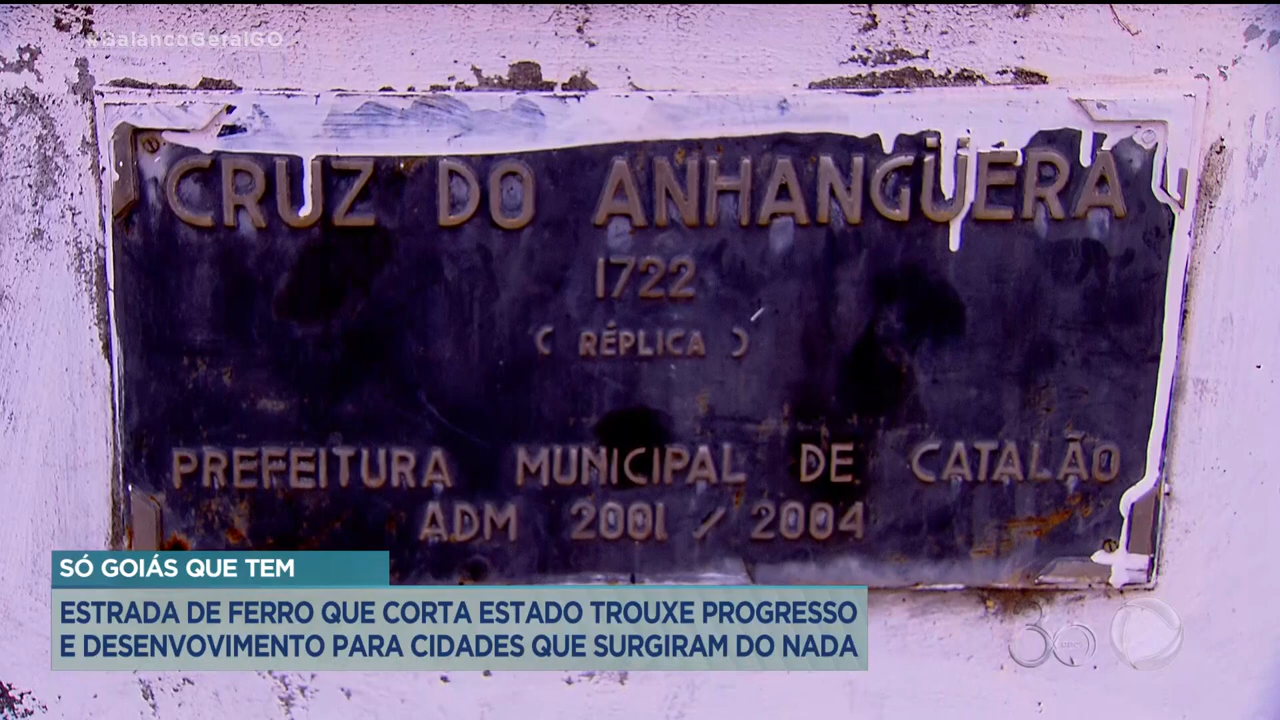 #BalancoGeralGO
CRUZ DO ANHANGÜERA
1722
( RÉPLICA )
PREFEITURA MUNICIPAL DE CATALÃO
ADM 2001 / 2004
SÓ GOIÁS QUE TEM
ESTRADA DE FERRO QUE CORTA ESTADO TROUXE PROGRESSO
E DESENVOVIMENTO PARA CIDADES QUE SURGIRAM DO NADA
30